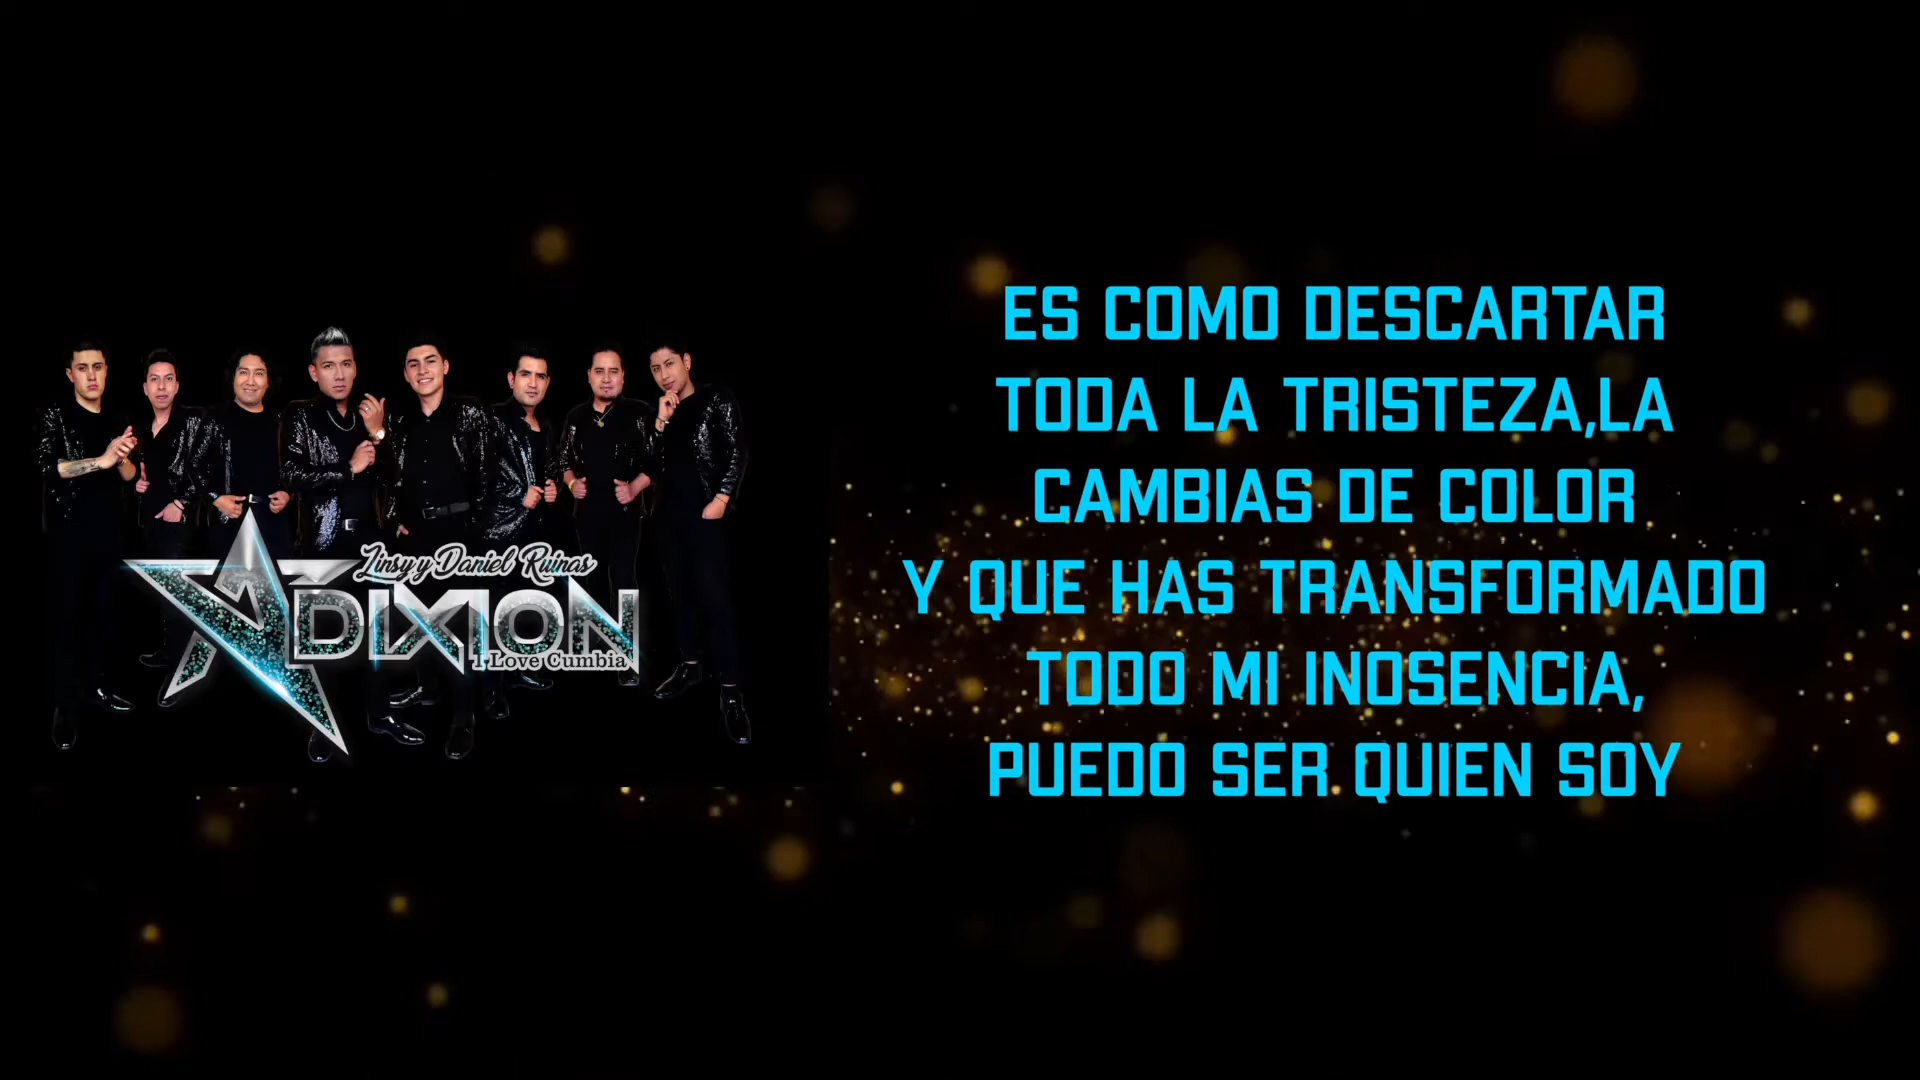 Linsy y Daniel Ruinas
ADIXION
I Love Cumbia
ES COMO DESCARTAR
TODA LA TRISTEZA,LA
CAMBIAS DE COLOR
Y QUE HAS TRANSFORMADO
TODO MI INOSENCIA,
PUEDO SER QUIEN SOY